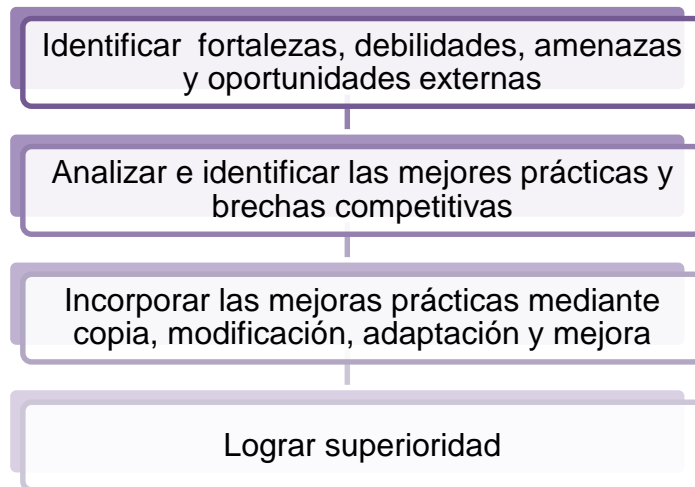 Identificar fortalezas, debilidades, amenazas
y oportunidades externas
Analizar e identificar las mejores prácticas y
brechas competitivas
Incorporar las mejoras prácticas mediante
copia, modificación, adaptación y mejora
Lograr superioridad